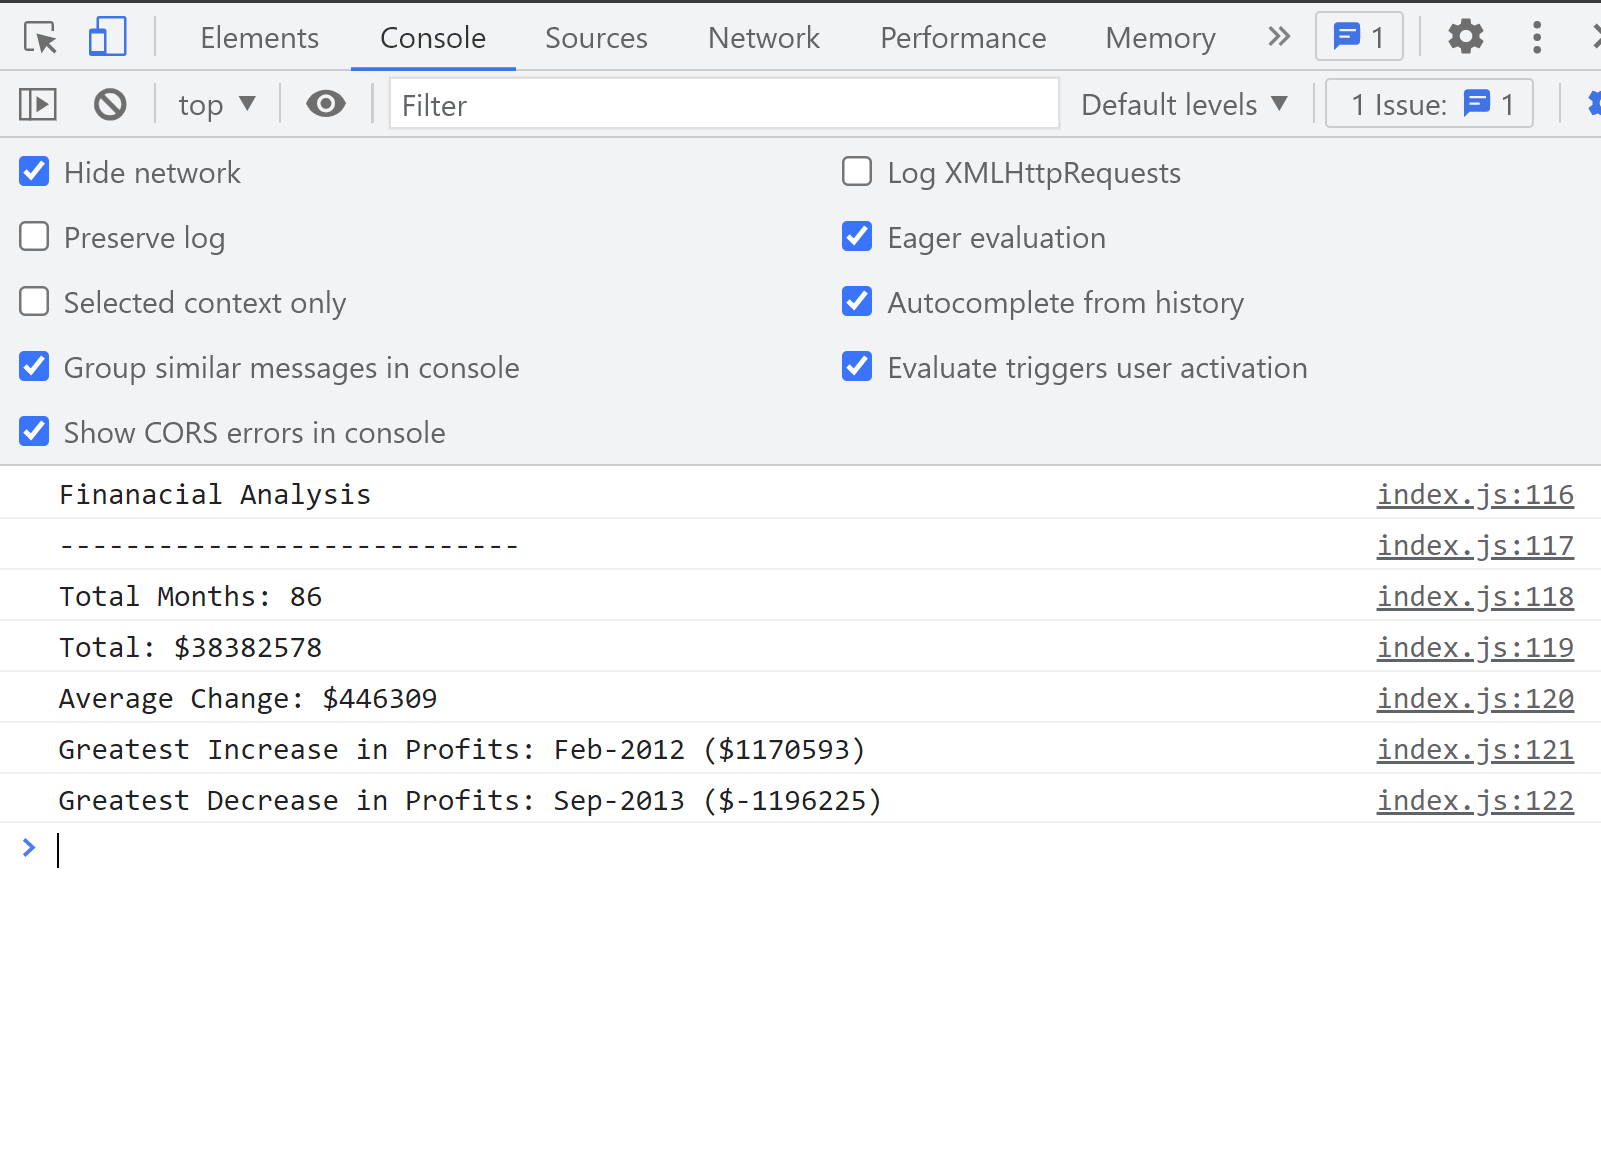 Elements Console Sources Network Performance Memory 1
top Filter Default levels 1 Issue: 1
Hide network Log XMLHttpRequests
Preserve log Eager evaluation
Selected context only Autocomplete from history
Group similar messages in console Evaluate triggers user activation
Show CORS errors in console
Finanacial Analysis index.js:116
---------------------------- index.js:117
Total Months: 86 index.js:118
Total: $38382578 index.js:119
Average Change: $446309 index.js:120
Greatest Increase in Profits: Feb-2012 ($1170593) index.js:121
Greatest Decrease in Profits: Sep-2013 ($-1196225) index.js:122